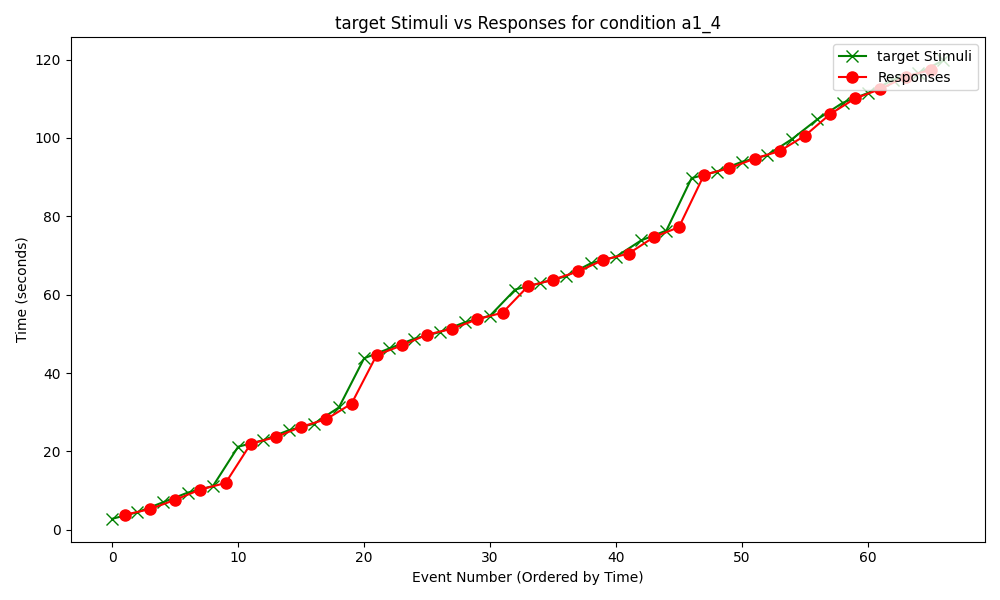 target Stimuli vs Responses for condition a1_4
target Stimuli
Responses
Time (seconds)
120
100
80
60
40
20
0
0 10 20 30 40 50 60
Event Number (Ordered by Time)